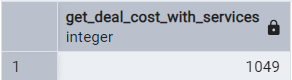 get_deal_cost_with_services
integer
1 1049